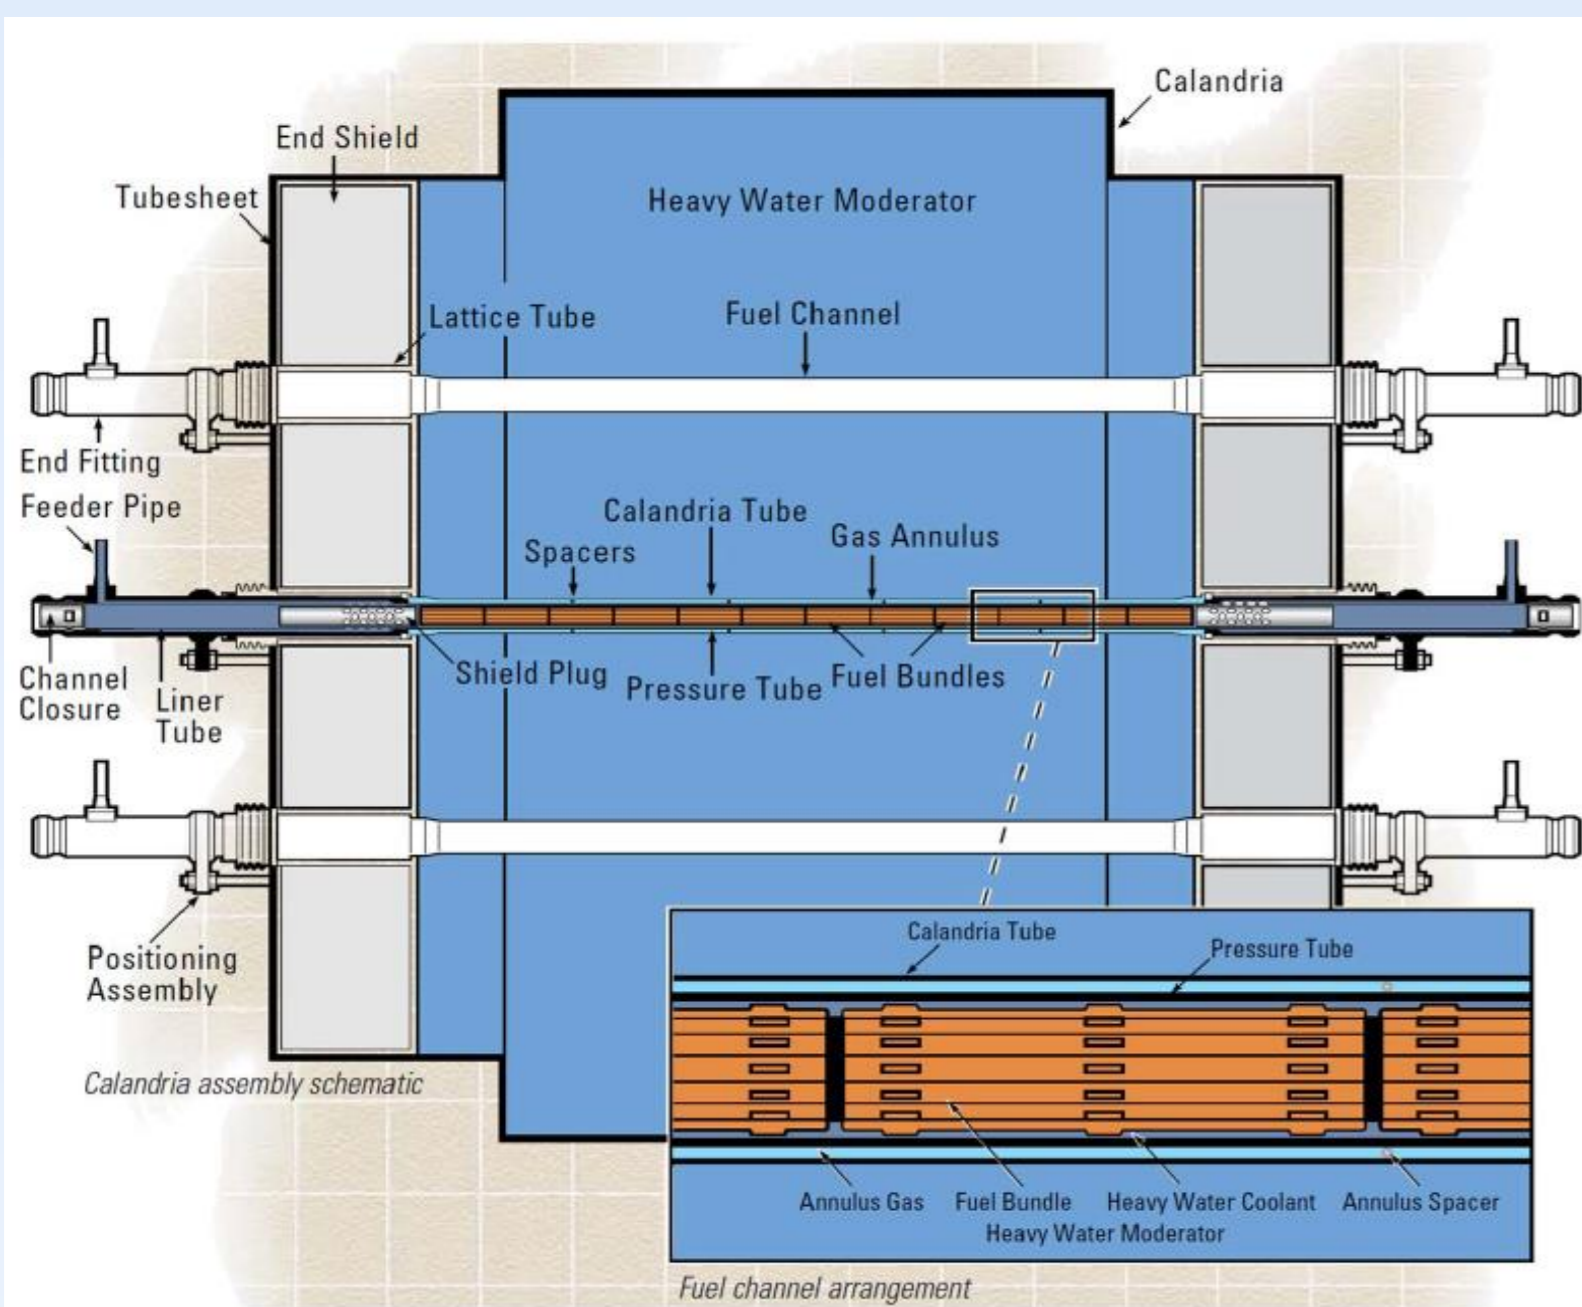 Calandria
End Shield
Tubesheet
Heavy Water Moderator
Lattice Tube
Fuel Channel
End Fitting
Feeder Pipe
Calandria Tube
Spacers
Gas Annulus
Channel
Closure
Liner
Tube
Shield Plug
Pressure Tube
Fuel Bundles
Positioning
Assembly
Calandria assembly schematic
Calandria Tube
Pressure Tube
Annulus Gas
Fuel Bundle
Heavy Water Coolant
Annulus Spacer
Heavy Water Moderator
Fuel channel arrangement